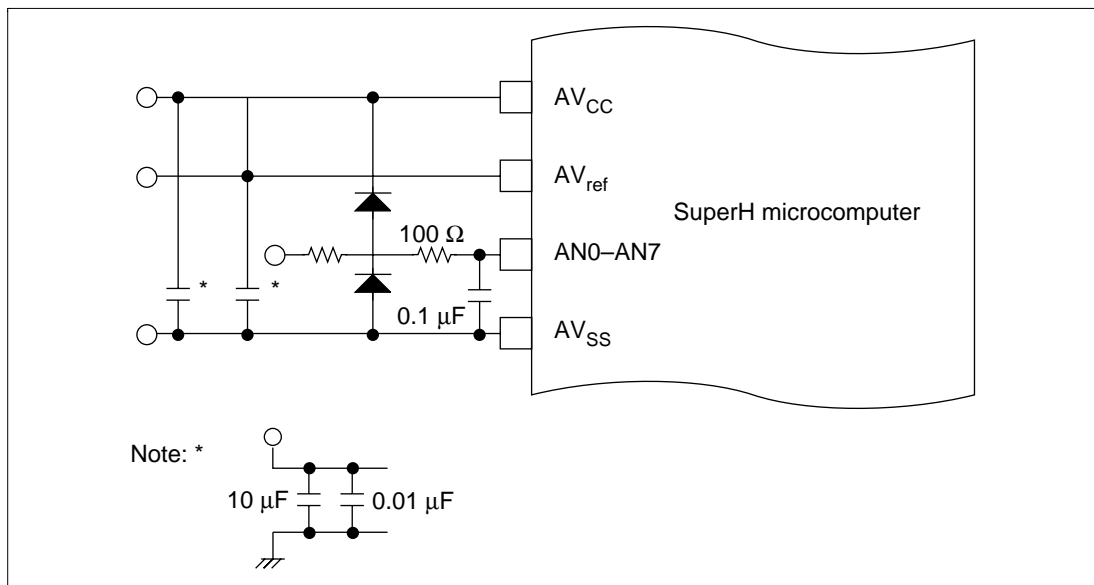 AVCC
AVref
SuperH microcomputer
100 Ω
AN0–AN7
* *
0.1 μF
AVSS
Note: *
10 μF 0.01 μF